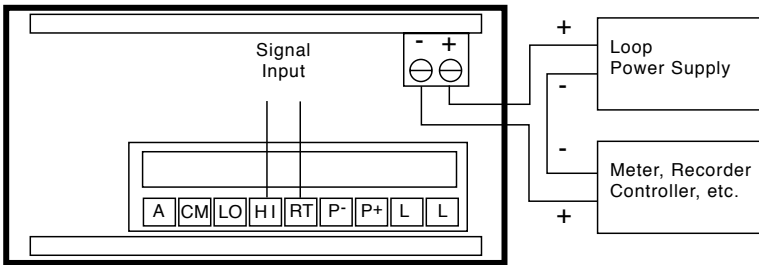 Signal
Input
- +
+
Loop
Power Supply
-
-
Meter, Recorder
Controller, etc.
+
A CM LO HI RT P- P+ L L